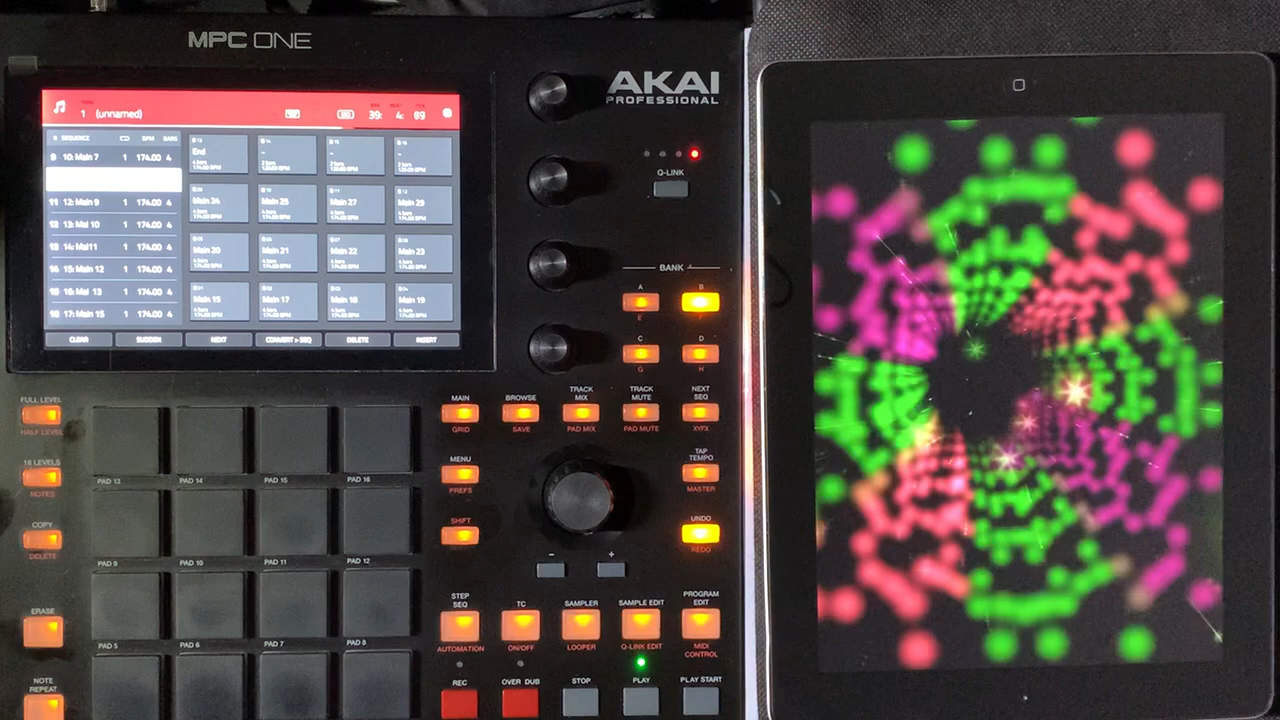 MPC ONE
AKAI
PROFESSIONAL
1 (unnamed)
39: 4: 89
# SEQUENCE BPM BARS
9 10: Main 7 1 174.00 4
11 12: Main 9 1 174.00 4
12 13: Mai 10 1 174.00 4
13 14: Mai11 1 174.00 4
14 15: Main 12 1 174.00 4
15 16: Mai 13 1 174.00 4
16 17: Main 15 1 174.00 4
End
Main 24
Main 25
Main 27
Main 29
Main 20
Main 21
Main 22
Main 23
Main 15
Main 17
Main 18
Main 19
CLEAR
SUDDEN
NEXT
CONVERT > SEQ
DELETE
INSERT
Q-LINK
BANK
A
B
E
F
C
D
G
H
FULL LEVEL
HALF LEVEL
16 LEVELS
NOTES
COPY
DELETE
ERASE
NOTE
REPEAT
PAD 13
PAD 14
PAD 15
PAD 16
PAD 9
PAD 10
PAD 11
PAD 12
PAD 5
PAD 6
PAD 7
PAD 8
MAIN
GRID
BROWSE
SAVE
TRACK
MIX
PAD MIX
TRACK
MUTE
PAD MUTE
NEXT
SEQ
XYFX
MENU
PREFS
TAP
TEMPO
MASTER
SHIFT
UNDO
REDO
−
+
STEP
SEQ
AUTOMATION
TC
ON/OFF
SAMPLER
LOOPER
SAMPLE EDIT
Q-LINK EDIT
PROGRAM
EDIT
MIDI
CONTROL
REC
OVER DUB
STOP
PLAY
PLAY START